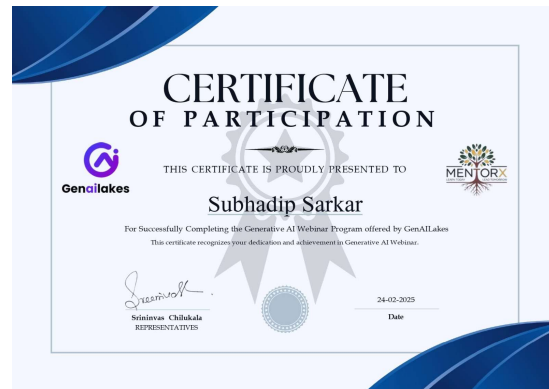 CERTIFICATE
OF PARTICIPATION
THIS CERTIFICATE IS PROUDLY PRESENTED TO
Genailakes
MENTORX
Subhadip Sarkar
For Successfully Completing the Generative AI Webinar Program offered by GenAILakes
This certificate recognizes your dedication and achievement in Generative AI Webinar.
Srininvas Chilukala
REPRESENTATIVES
24-02-2025
Date